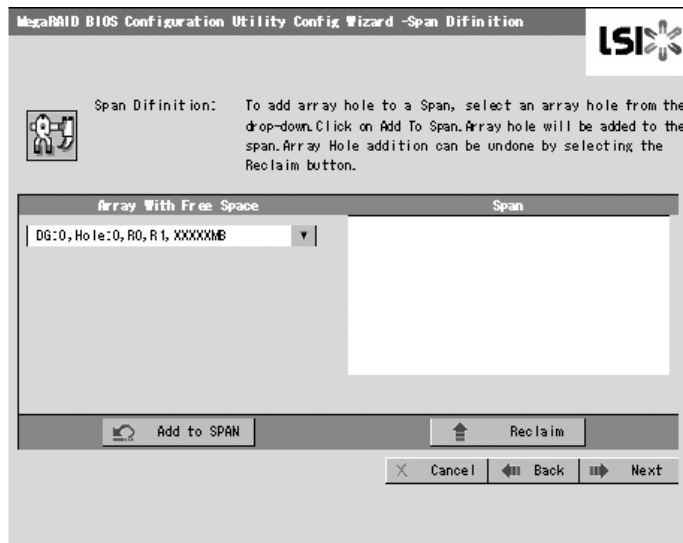 MegaRAID BIOS Configuration Utility Config Wizard -Span Difinition
LSI
Span Difinition:
To add array hole to a Span, select an array hole from the
drop-down.Click on Add To Span.Array hole will be added to the
span.Array Hole addition can be undone by selecting the
Reclaim button.
Array With Free Space
Span
DG:0,Hole:0,R0,R1,XXXXXMB
Add to SPAN
Reclaim
Cancel
Back
Next